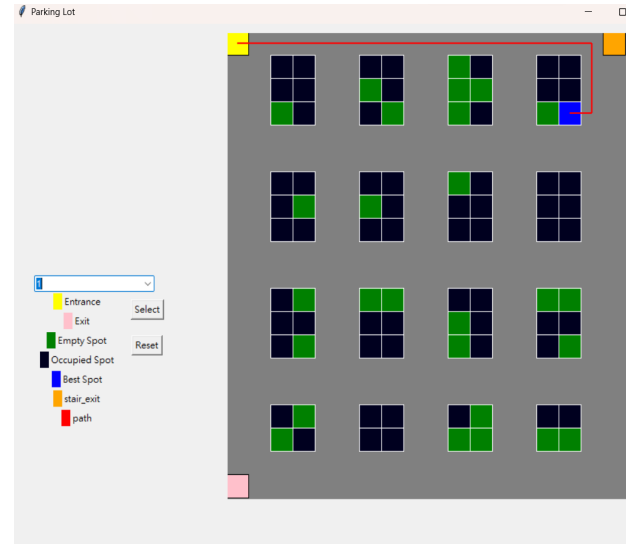 Parking Lot
1
Entrance
Select
Exit
Empty Spot
Reset
Occupied Spot
Best Spot
stair_exit
path